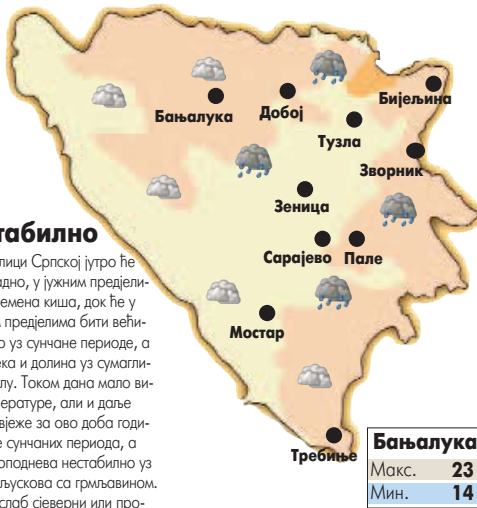 Бањалука
Добој
Бијељина
Тузла
Зворник
Зеница
Сарајево Пале
Мостар
Требиње
табилно
лици Српској јутро ће
адно, у јужним предјели-
емена киша, док ће у
предјелима бити већи-
о уз сунчане периоде, а
ека и долина уз сумагли-
лу. Током дана мало ви-
ературе, али и даље
вјеже за ово доба годи-
е сунчаних периода, а
оподнева нестабилно уз
љускова са грмљавином.
слаб сјеверни или про-
Бањалука
Макс. 23
Мин. 14